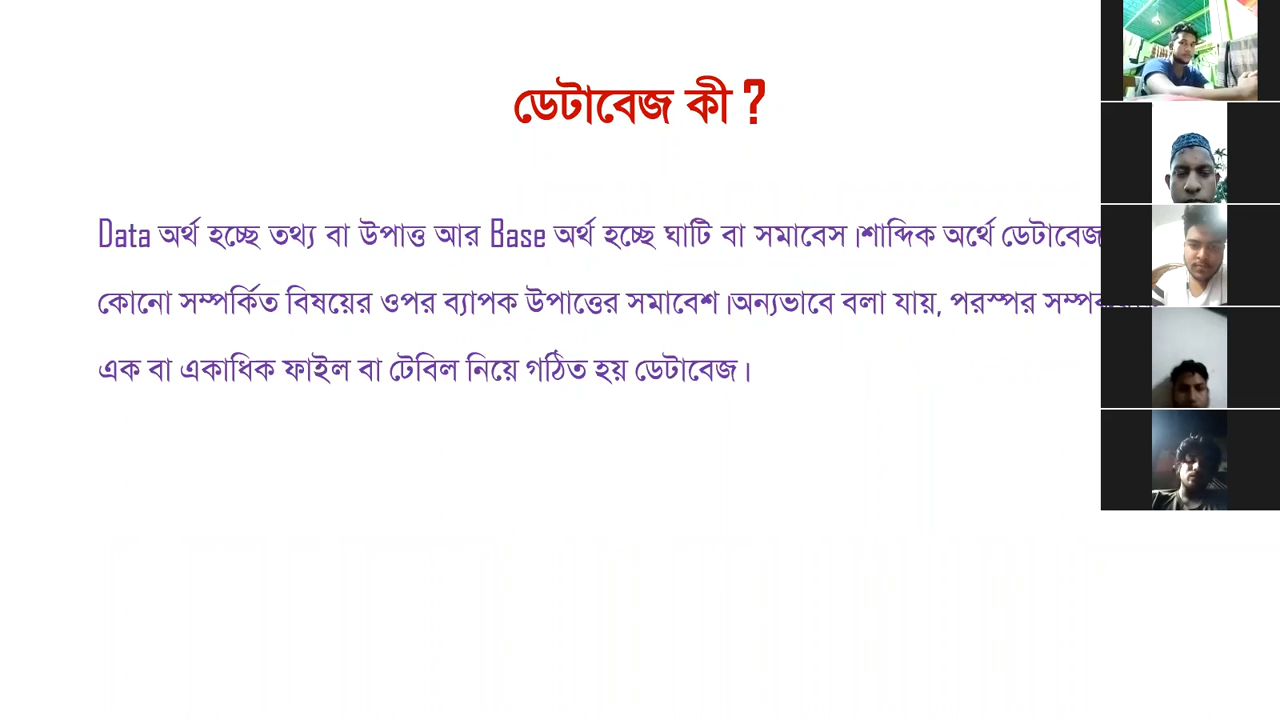 ডেটাবেজ কী ?
Data অর্থ হচ্ছে তথ্য বা উপাত্ত আর Base অর্থ হচ্ছে ঘাটি বা সমাবেস।শাব্দিক অর্থে ডেটাবেজ
কোনো সম্পর্কিত বিষয়ের ওপর ব্যাপক উপাত্তের সমাবেশ।অন্যভাবে বলা যায়, পরস্পর
এক বা একাধিক ফাইল বা টেবিল নিয়ে গঠিত হয় ডেটাবেজ।